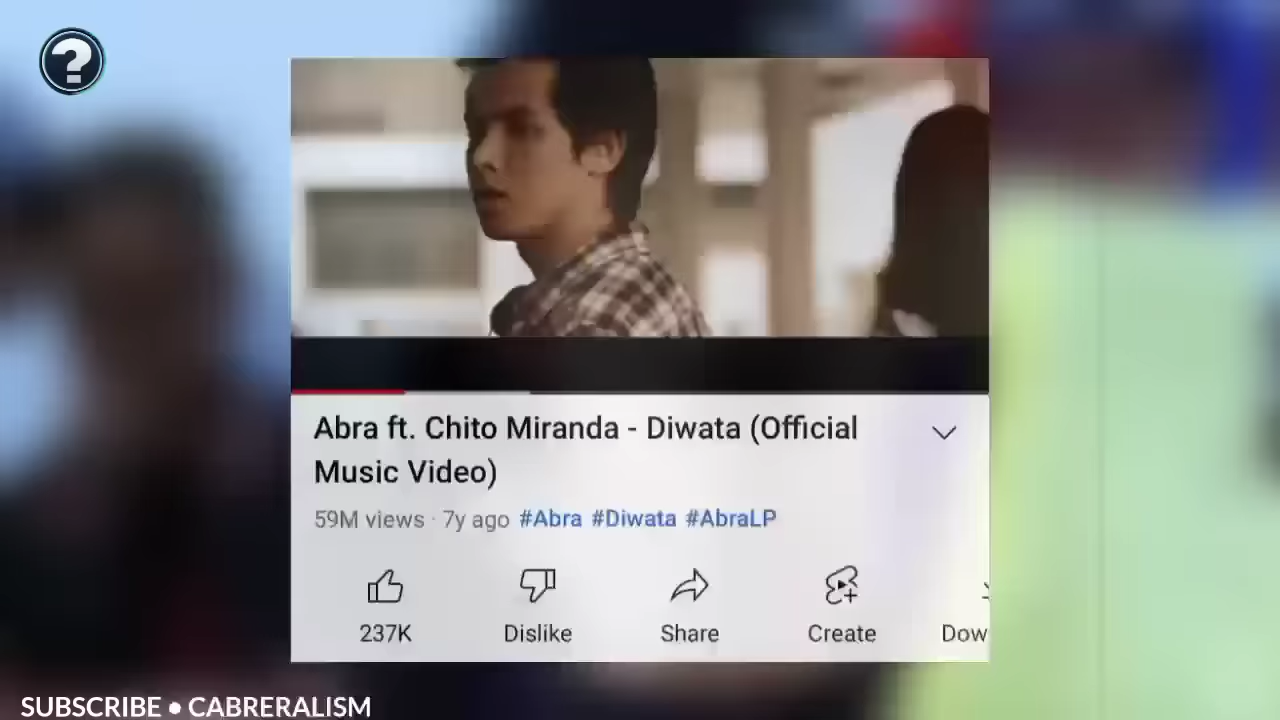 ?
Abra ft. Chito Miranda - Diwata (Official
Music Video)
59M views · 7y ago #Abra #Diwata #AbraLP
237K Dislike Share Create Dow
SUBSCRIBE • CABRERALISM